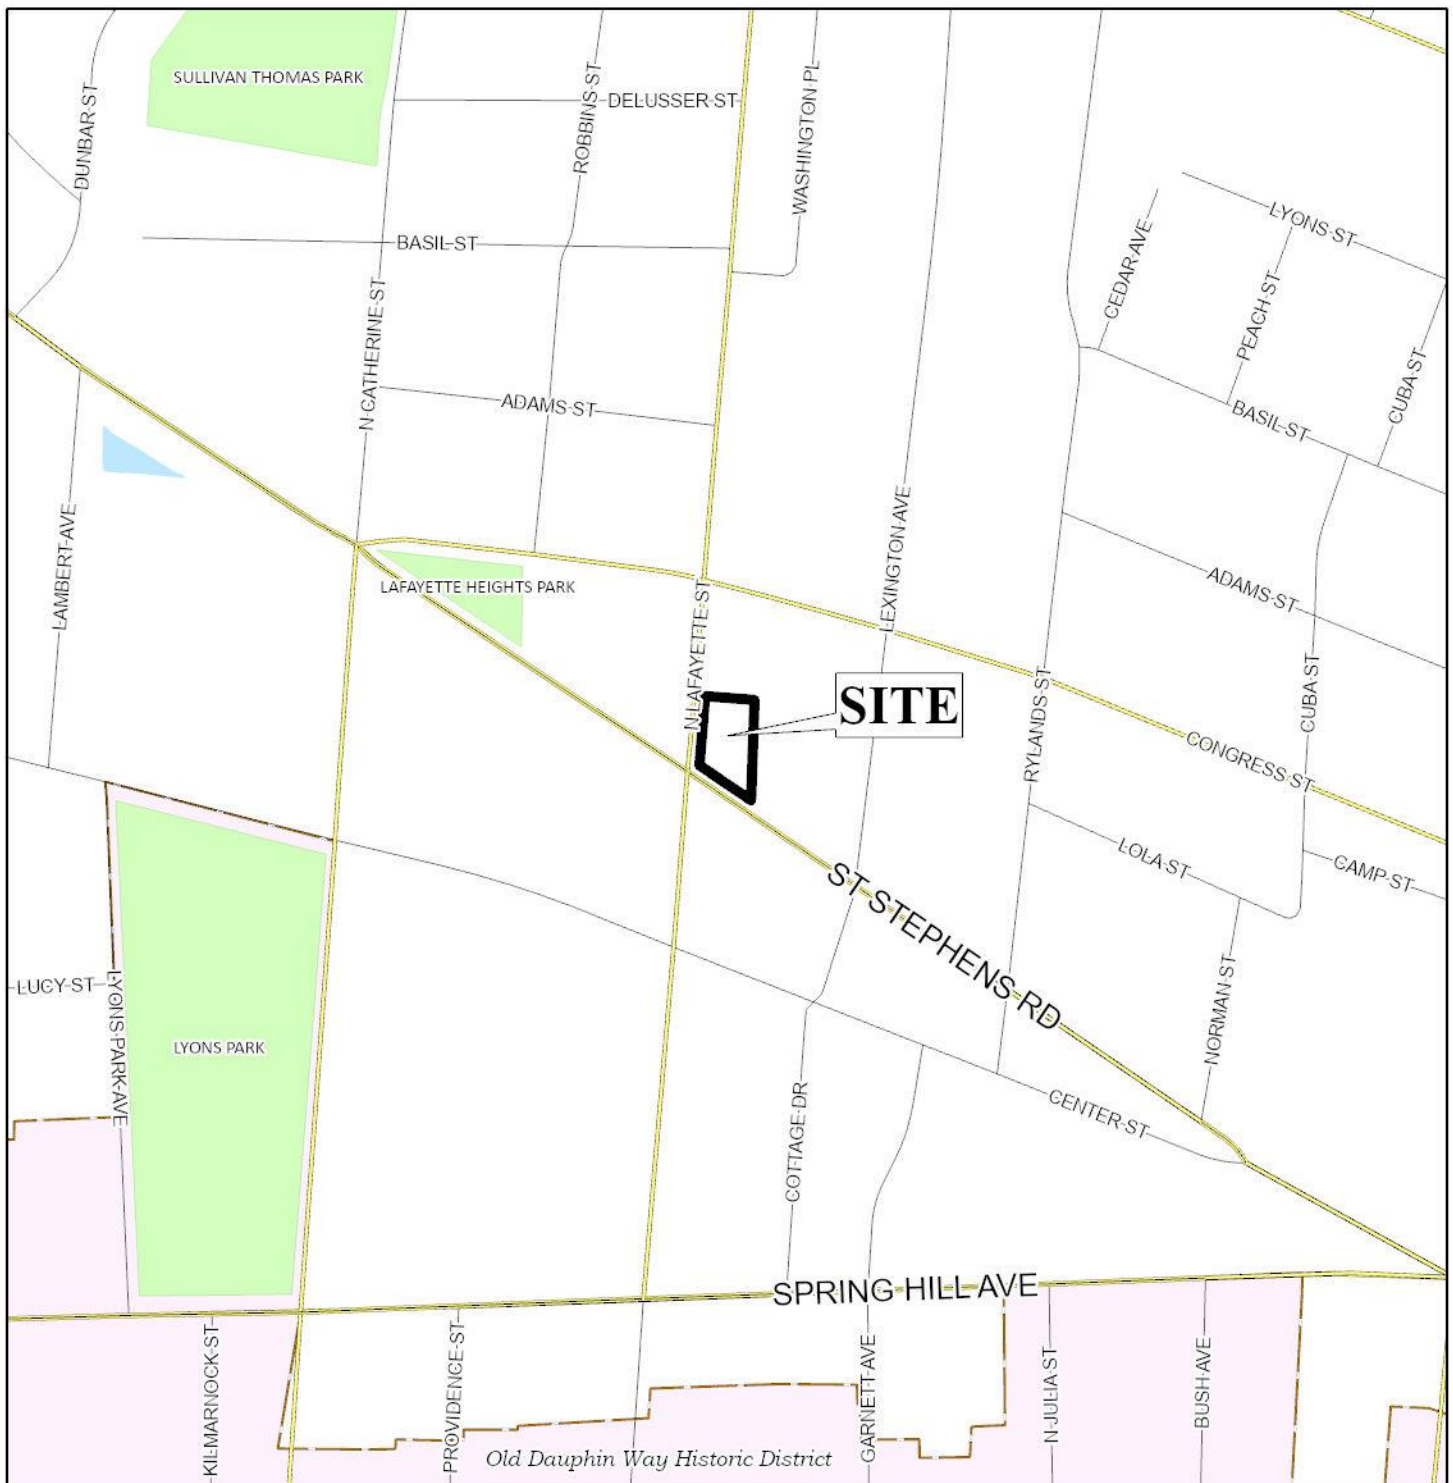 SULLIVAN THOMAS PARK
DUNBAR ST
ROBBINS ST
DELUSSER ST
WASHINGTON PL
LYONS ST
CEDAR AVE
PEACH ST
CUBA ST
BASIL ST
BASIL ST
N CATHERINE ST
ADAMS ST
LAMBERT AVE
LEXINGTON AVE
ADAMS ST
LAFAYETTE HEIGHTS PARK
N LAFAYETTE ST
SITE
RYLANDS ST
CUBA ST
CONGRESS ST
LOLA ST
CAMP ST
ST STEPHENS RD
LUCY ST
LYONS PARK AVE
LYONS PARK
NORMAN ST
COTTAGE DR
CENTER ST
SPRING HILL AVE
KILMARNOCK ST
PROVIDENCE ST
GARNETT AVE
N JULIA ST
BUSH AVE
Old Dauphin Way Historic District